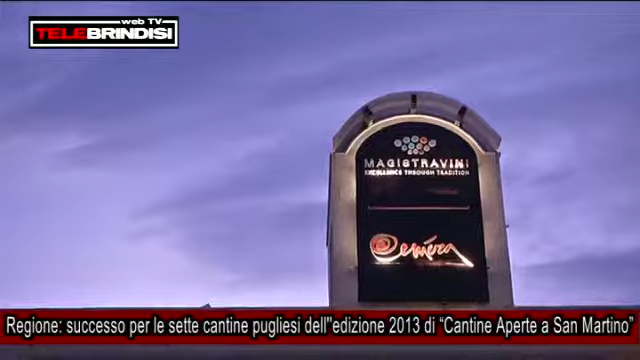 web TV
TELEBRINDISI
MAGISTRAVINI
EXCELLENCE THROUGH TRADITION
eméra
Regione: successo per le sette cantine pugliesi dell"edizione 2013 di “Cantine Aperte a San Martino”